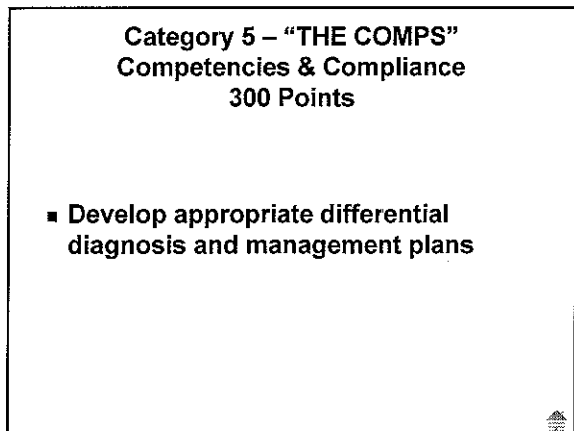 Category 5 – “THE COMPS”
Competencies & Compliance
300 Points
■ Develop appropriate differential
diagnosis and management plans